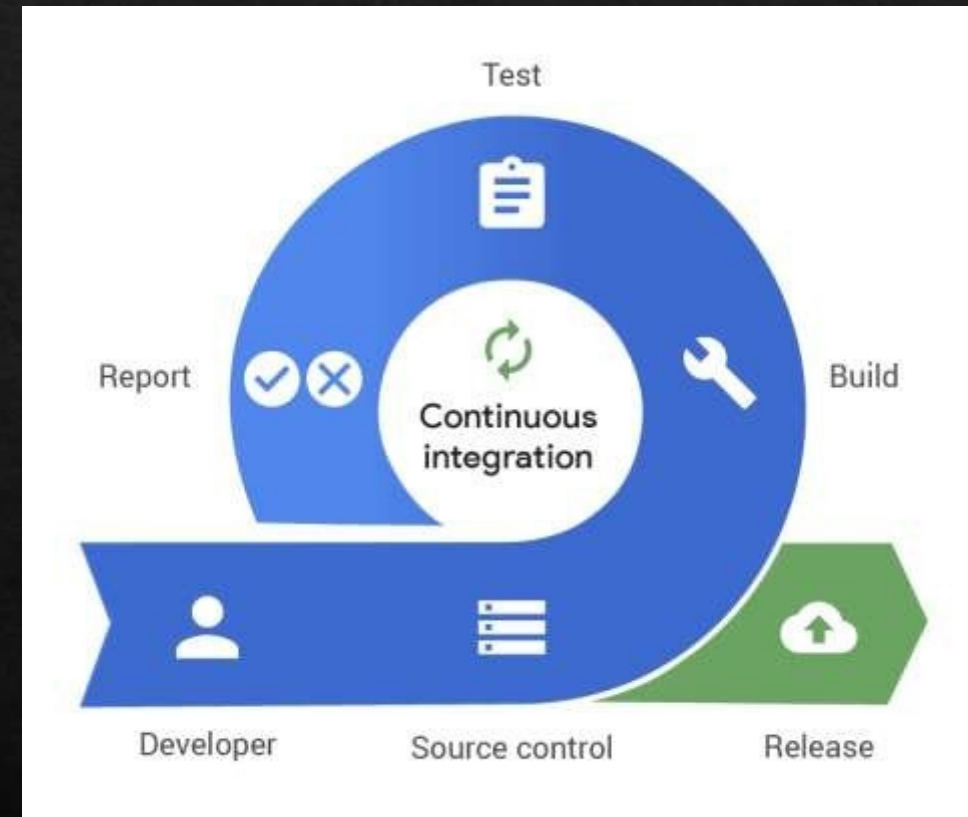 Test
Report
Build
Continuous
integration
Developer
Source control
Release